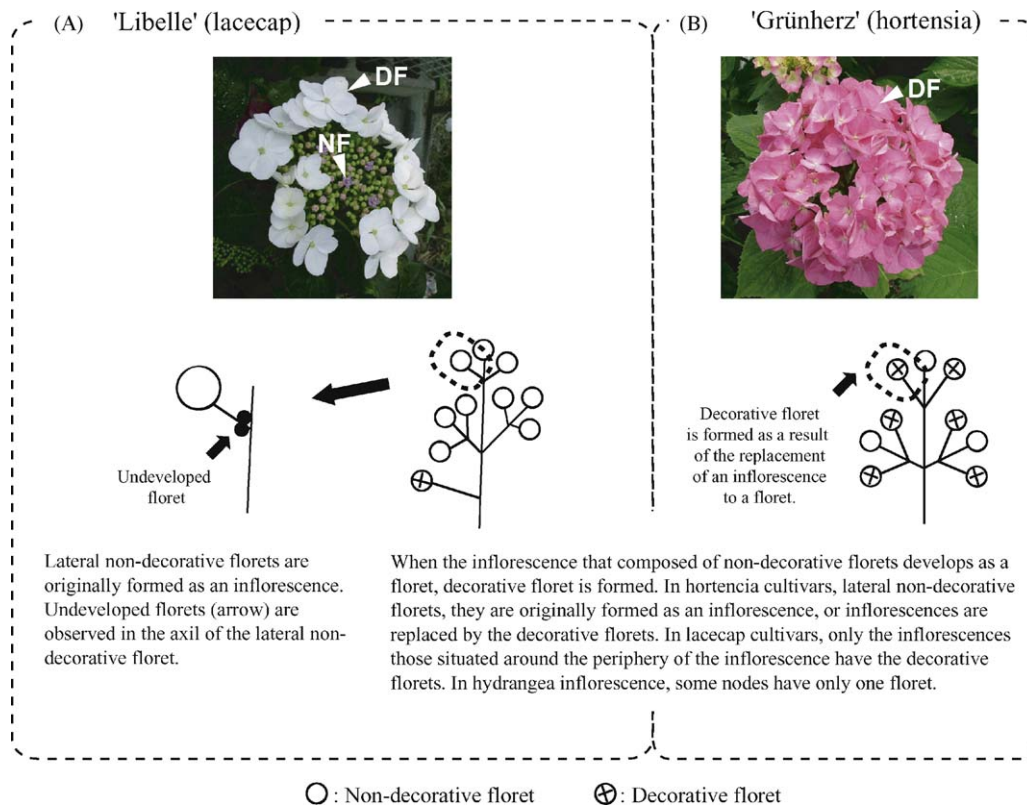 (A) 'Libelle' (lacecap)
DF
NF
Undeveloped
floret
Lateral non-decorative florets are
originally formed as an inflorescence.
Undeveloped florets (arrow) are
observed in the axil of the lateral non-
decorative floret.
(B) 'Grünherz' (hortensia)
DF
Decorative floret
is formed as a result
of the replacement
of an inflorescence
to a floret.
When the inflorescence that composed of non-decorative florets develops as a
floret, decorative floret is formed. In hortencia cultivars, lateral non-decorative
florets, they are originally formed as an inflorescence, or inflorescences are
replaced by the decorative florets. In lacecap cultivars, only the inflorescences
those situated around the periphery of the inflorescence have the decorative
florets. In hydrangea inflorescence, some nodes have only one floret.
: Non-decorative floret : Decorative floret